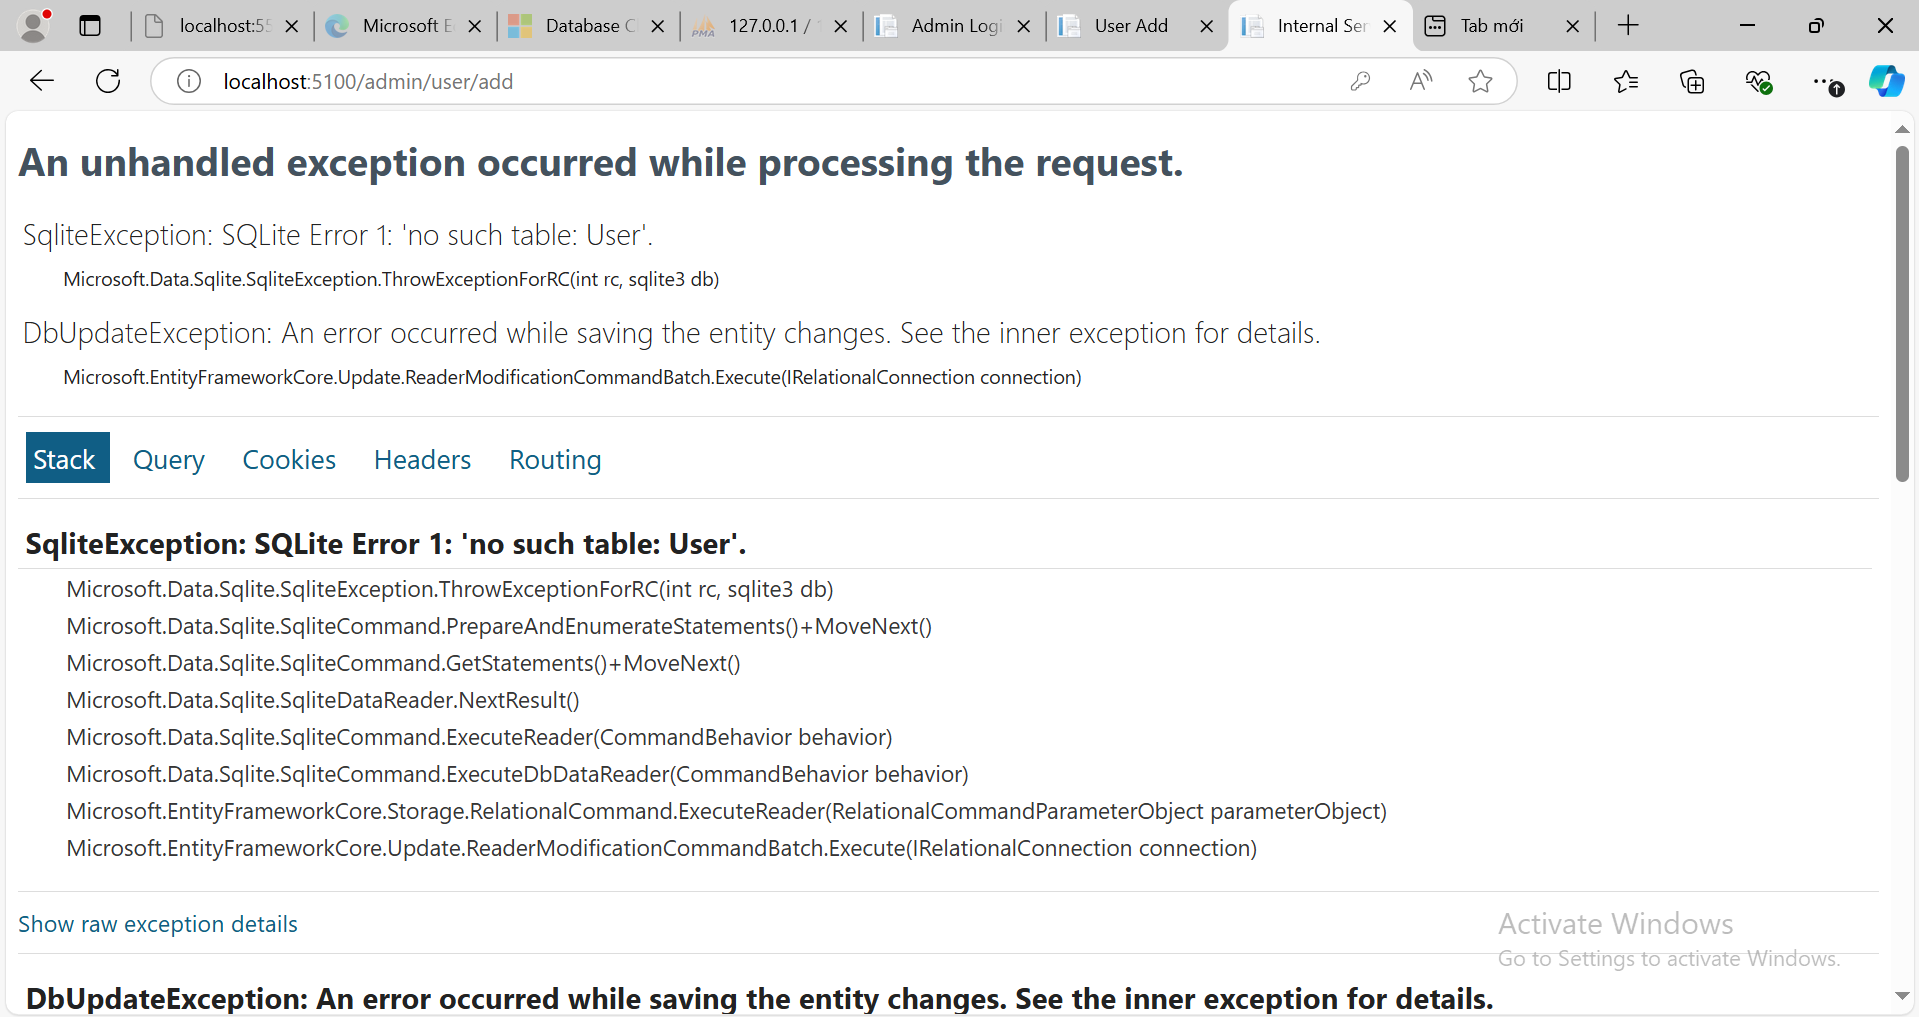 localhost:55
Microsoft E
Database C
PMA
127.0.0.1 / 1
Admin Logi
User Add
Internal Ser
Tab mới
localhost:5100/admin/user/add
An unhandled exception occurred while processing the request.
SqliteException: SQLite Error 1: 'no such table: User'.
Microsoft.Data.Sqlite.SqliteException.ThrowExceptionForRC(int rc, sqlite3 db)
DbUpdateException: An error occurred while saving the entity changes. See the inner exception for details.
Microsoft.EntityFrameworkCore.Update.ReaderModificationCommandBatch.Execute(IRelationalConnection connection)
Stack
Query
Cookies
Headers
Routing
SqliteException: SQLite Error 1: 'no such table: User'.
Microsoft.Data.Sqlite.SqliteException.ThrowExceptionForRC(int rc, sqlite3 db)
Microsoft.Data.Sqlite.SqliteCommand.PrepareAndEnumerateStatements()+MoveNext()
Microsoft.Data.Sqlite.SqliteCommand.GetStatements()+MoveNext()
Microsoft.Data.Sqlite.SqliteDataReader.NextResult()
Microsoft.Data.Sqlite.SqliteCommand.ExecuteReader(CommandBehavior behavior)
Microsoft.Data.Sqlite.SqliteCommand.ExecuteDbDataReader(CommandBehavior behavior)
Microsoft.EntityFrameworkCore.Storage.RelationalCommand.ExecuteReader(RelationalCommandParameterObject parameterObject)
Microsoft.EntityFrameworkCore.Update.ReaderModificationCommandBatch.Execute(IRelationalConnection connection)
Show raw exception details
Activate Windows
Go to Settings to activate Windows.
DbUpdateException: An error occurred while saving the entity changes. See the inner exception for details.